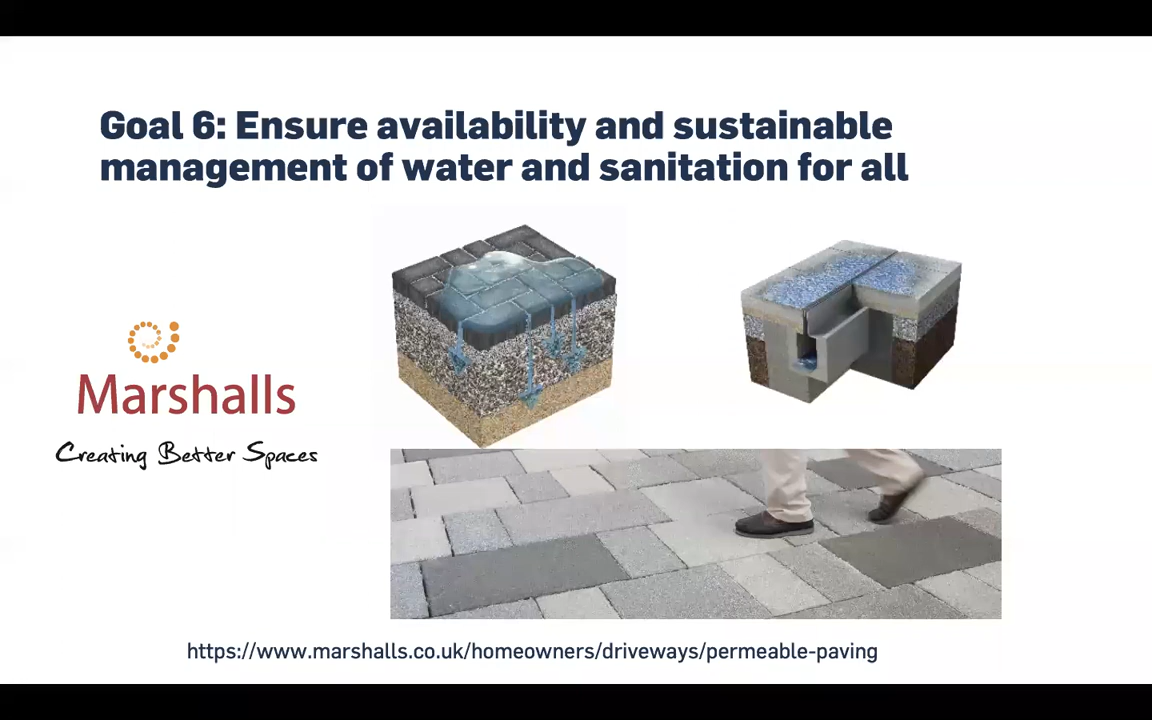 Goal 6: Ensure availability and sustainable
management of water and sanitation for all
Marshalls
Creating Better Spaces
https://www.marshalls.co.uk/homeowners/driveways/permeable-paving